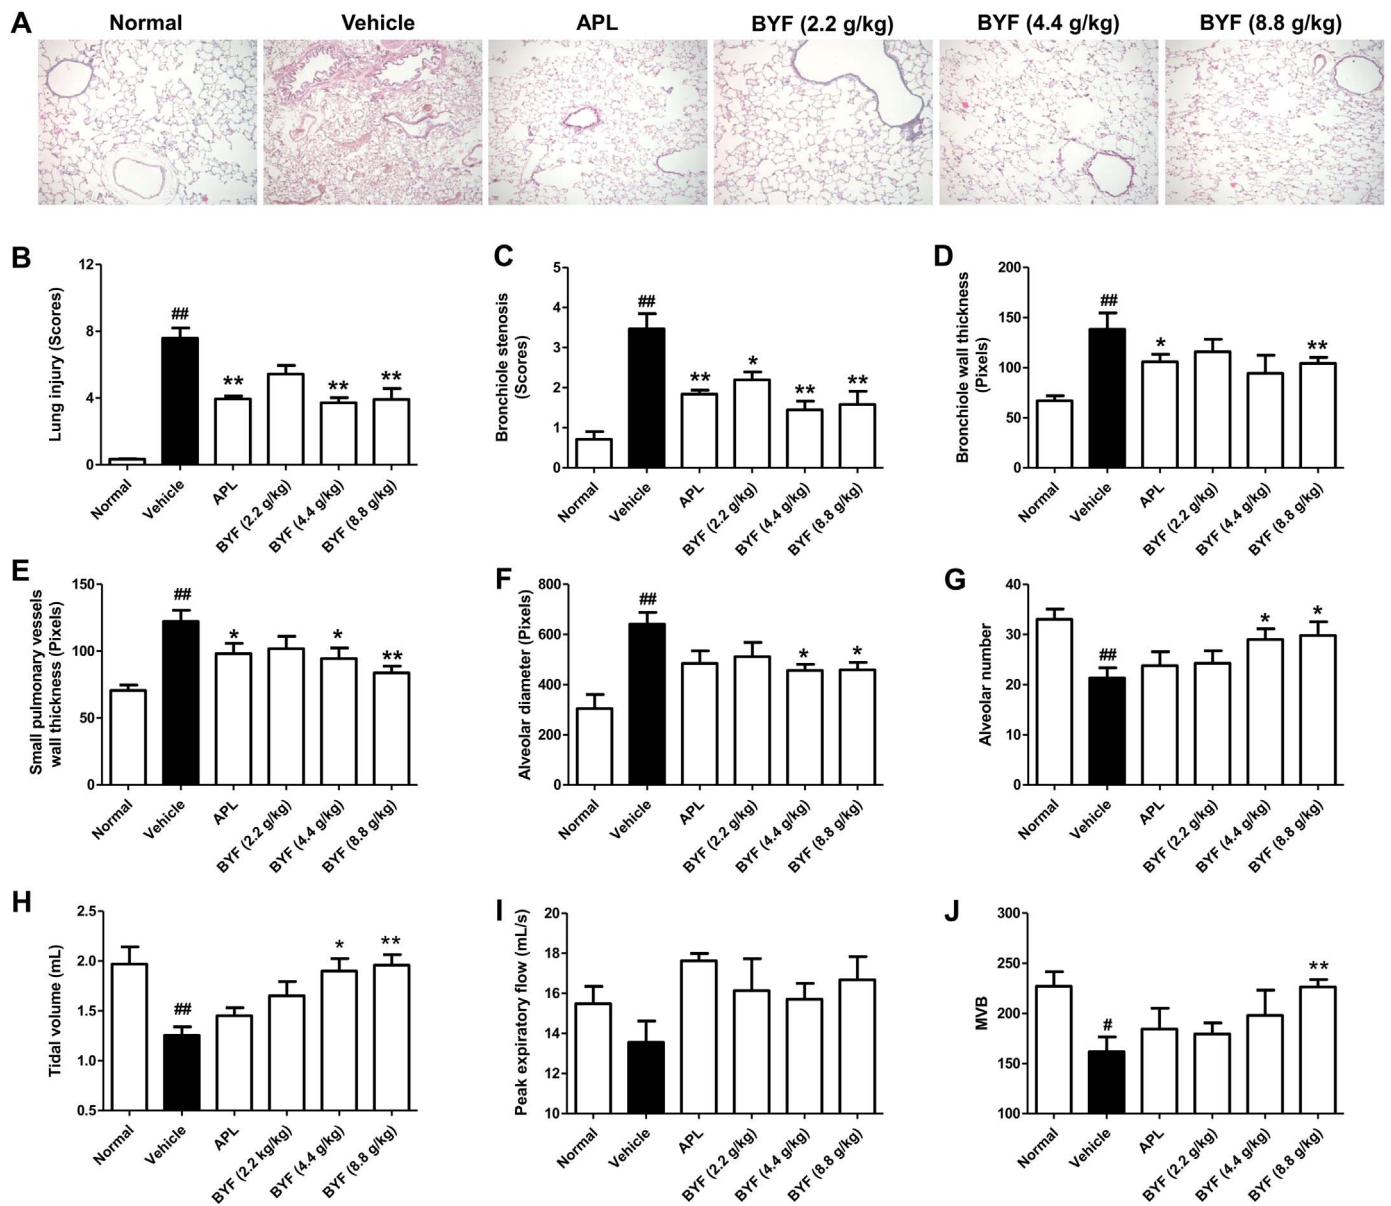 A
Normal
Vehicle
APL
BYF (2.2 g/kg)
BYF (4.4 g/kg)
BYF (8.8 g/kg)
B
Lung injury (Scores)
12
8
4
0
##
**
**
**
Normal
Vehicle
APL
BYF (2.2 g/kg)
BYF (4.4 g/kg)
BYF (8.8 g/kg)
C
Bronchiole stenosis
(Scores)
5
4
3
2
1
0
##
**
*
**
**
Normal
Vehicle
APL
BYF (2.2 g/kg)
BYF (4.4 g/kg)
BYF (8.8 g/kg)
D
Bronchiole wall thickness
(Pixels)
200
150
100
50
0
##
*
**
Normal
Vehicle
APL
BYF (2.2 g/kg)
BYF (4.4 g/kg)
BYF (8.8 g/kg)
E
Small pulmonary vessels
wall thickness (Pixels)
150
100
50
0
##
*
*
**
Normal
Vehicle
APL
BYF (2.2 g/kg)
BYF (4.4 g/kg)
BYF (8.8 g/kg)
F
Alveolar diameter (Pixels)
800
600
400
200
0
##
*
*
Normal
Vehicle
APL
BYF (2.2 g/kg)
BYF (4.4 g/kg)
BYF (8.8 g/kg)
G
Alveolar number
40
30
20
10
0
##
*
*
Normal
Vehicle
APL
BYF (2.2 g/kg)
BYF (4.4 g/kg)
BYF (8.8 g/kg)
H
Tidal volume (mL)
2.5
2.0
1.5
1.0
0.5
##
*
**
Normal
Vehicle
APL
BYF (2.2 kg/kg)
BYF (4.4 g/kg)
BYF (8.8 g/kg)
I
Peak expiratory flow (mL/s)
20
18
16
14
12
10
Normal
Vehicle
APL
BYF (2.2 g/kg)
BYF (4.4 g/kg)
BYF (8.8 g/kg)
J
MVB
300
250
200
150
100
#
**
Normal
Vehicle
APL
BYF (2.2 g/kg)
BYF (4.4 g/kg)
BYF (8.8 g/kg)